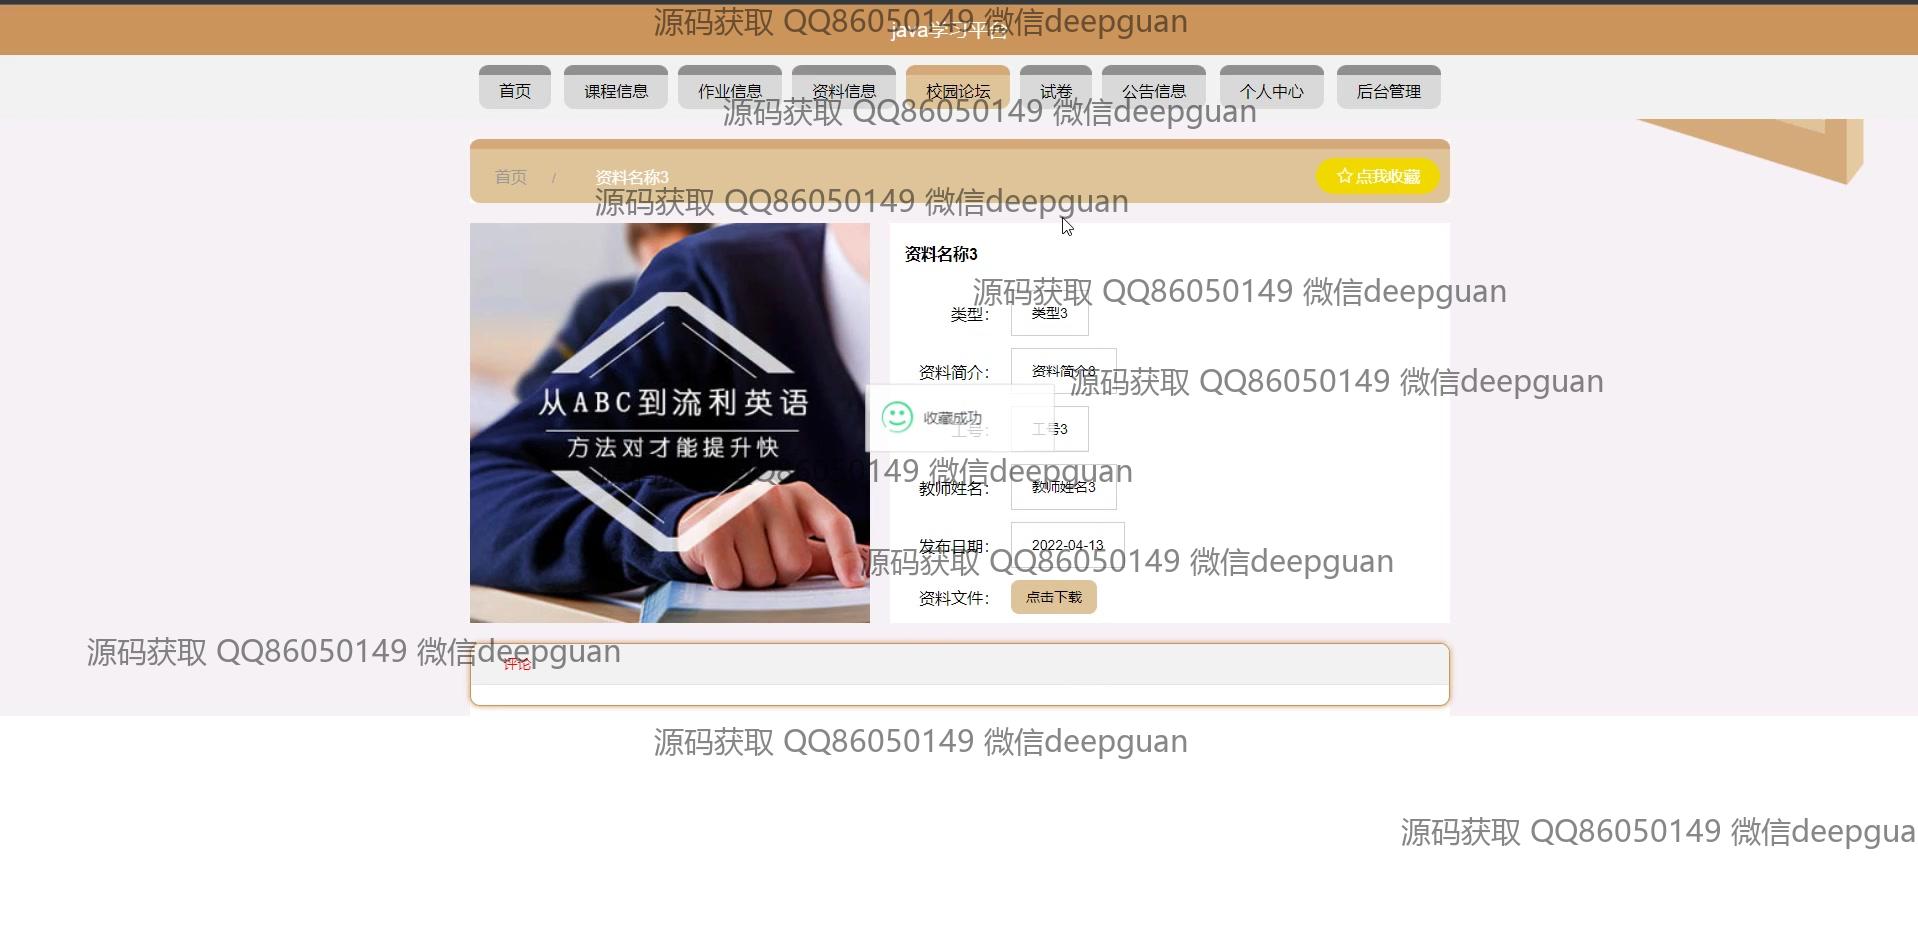 源码获取 QQ86050149 微信deepguan
java学习平台
首页 课程信息 作业信息 资料信息 校园论坛 试卷 公告信息 个人中心 后台管理
源码获取 QQ86050149 微信deepguan
首页 / 资料名称3 点我收藏
源码获取 QQ86050149 微信deepguan
资料名称3
源码获取 QQ86050149 微信deepguan
类型： 类型3
资料简介： 资料简介3
源码获取 QQ86050149 微信deepguan
从ABC到流利英语
收藏成功
工号： 工号3
方法对才能提升快
源码获取 QQ86050149 微信deepguan
教师姓名： 教师姓名3
发布日期： 2022-04-13
源码获取 QQ86050149 微信deepguan
资料文件： 点击下载
源码获取 QQ86050149 微信deepguan
评论
源码获取 QQ86050149 微信deepguan
源码获取 QQ86050149 微信deepgua